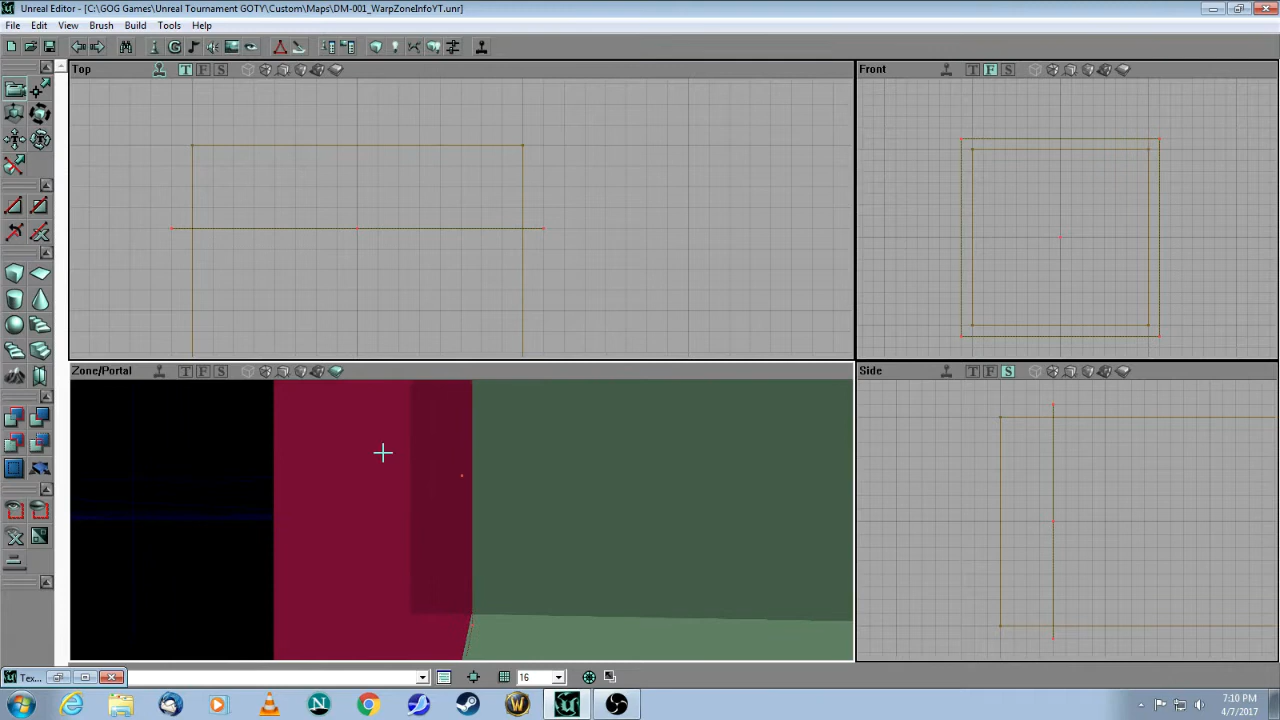 Unreal Editor - [C:\GOG Games\Unreal Tournament GOTY\Custom\Maps\DM-001_WarpZoneInfoYT.unr]
File Edit View Brush Build Tools Help
Top
T F S
Front
T F S
Zone/Portal
T F S
Side
T F S
Tex...
16
7:10 PM
4/7/2017